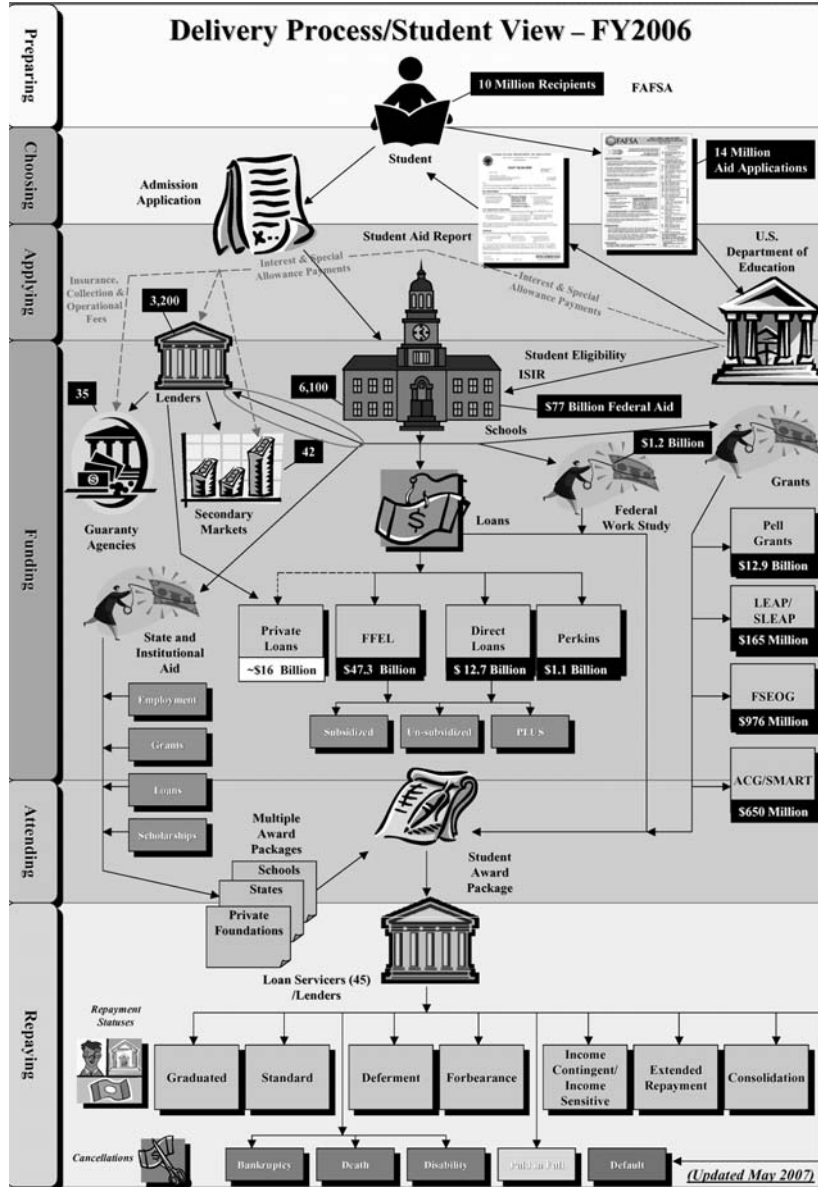 Delivery Process/Student View – FY2006
Preparing
10 Million Recipients
FAFSA
Choosing
Student
FAFSA
14 Million
Aid Applications
Admission
Application
Applying
Student Aid Report
U.S.
Department of
Education
Interest & Special
Allowance Payments
Insurance,
Collection &
Operational
Fees
Interest & Special
Allowance Payments
3,200
Student Eligibility
ISIR
Funding
Lenders
35
6,100
$77 Billion Federal Aid
Schools
$1.2 Billion
42
Grants
Guaranty
Agencies
Secondary
Markets
Loans
Federal
Work Study
Pell
Grants
$12.9 Billion
LEAP/
SLEAP
$165 Million
State and
Institutional
Aid
Private
Loans
~$16 Billion
FFEL
$47.3 Billion
Direct
Loans
$ 12.7 Billion
Perkins
$1.1 Billion
FSEOG
$976 Million
Employment
Subsidized
Un-subsidized
PLUS
Grants
ACG/SMART
$650 Million
Loans
Scholarships
Attending
Multiple
Award
Packages
Schools
States
Private
Foundations
Student
Award
Package
Repaying
Loan Servicers (45)
/Lenders
Repayment
Statuses
Graduated
Standard
Deferment
Forbearance
Income
Contingent/
Income
Sensitive
Extended
Repayment
Consolidation
Cancellations
Bankruptcy
Death
Disability
Paid in Full
Default
(Updated May 2007)